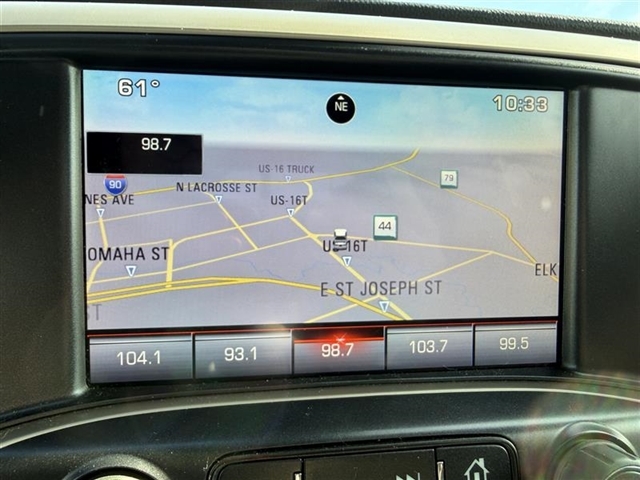 61°
NE
10:33
98.7
US-16 TRUCK
79
90
N LACROSSE ST
NES AVE
US-16T
44
US-16T
OMAHA ST
ELK
E ST JOSEPH ST
ST
104.1
93.1
98.7
103.7
99.5